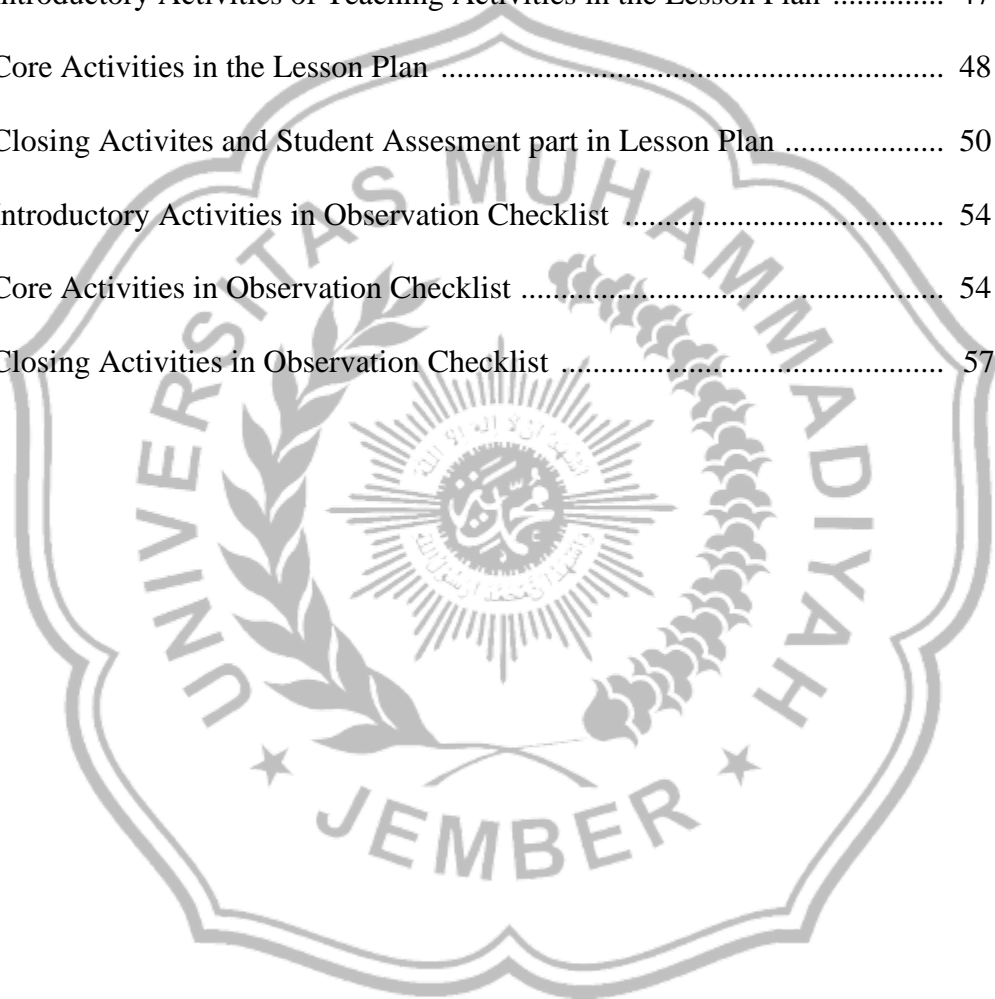 Introductory Activities of Teaching Activities in the Lesson Plan .............. 47
Core Activities in the Lesson Plan ............................................................... 48
Closing Activites and Student Assesment part in Lesson Plan .................... 50
Introductory Activities in Observation Checklist ........................................ 54
Core Activities in Observation Checklist ..................................................... 54
Closing Activities in Observation Checklist ................................................ 57
UNIVERSITAS MUHAMMADIYAH
JEMBER